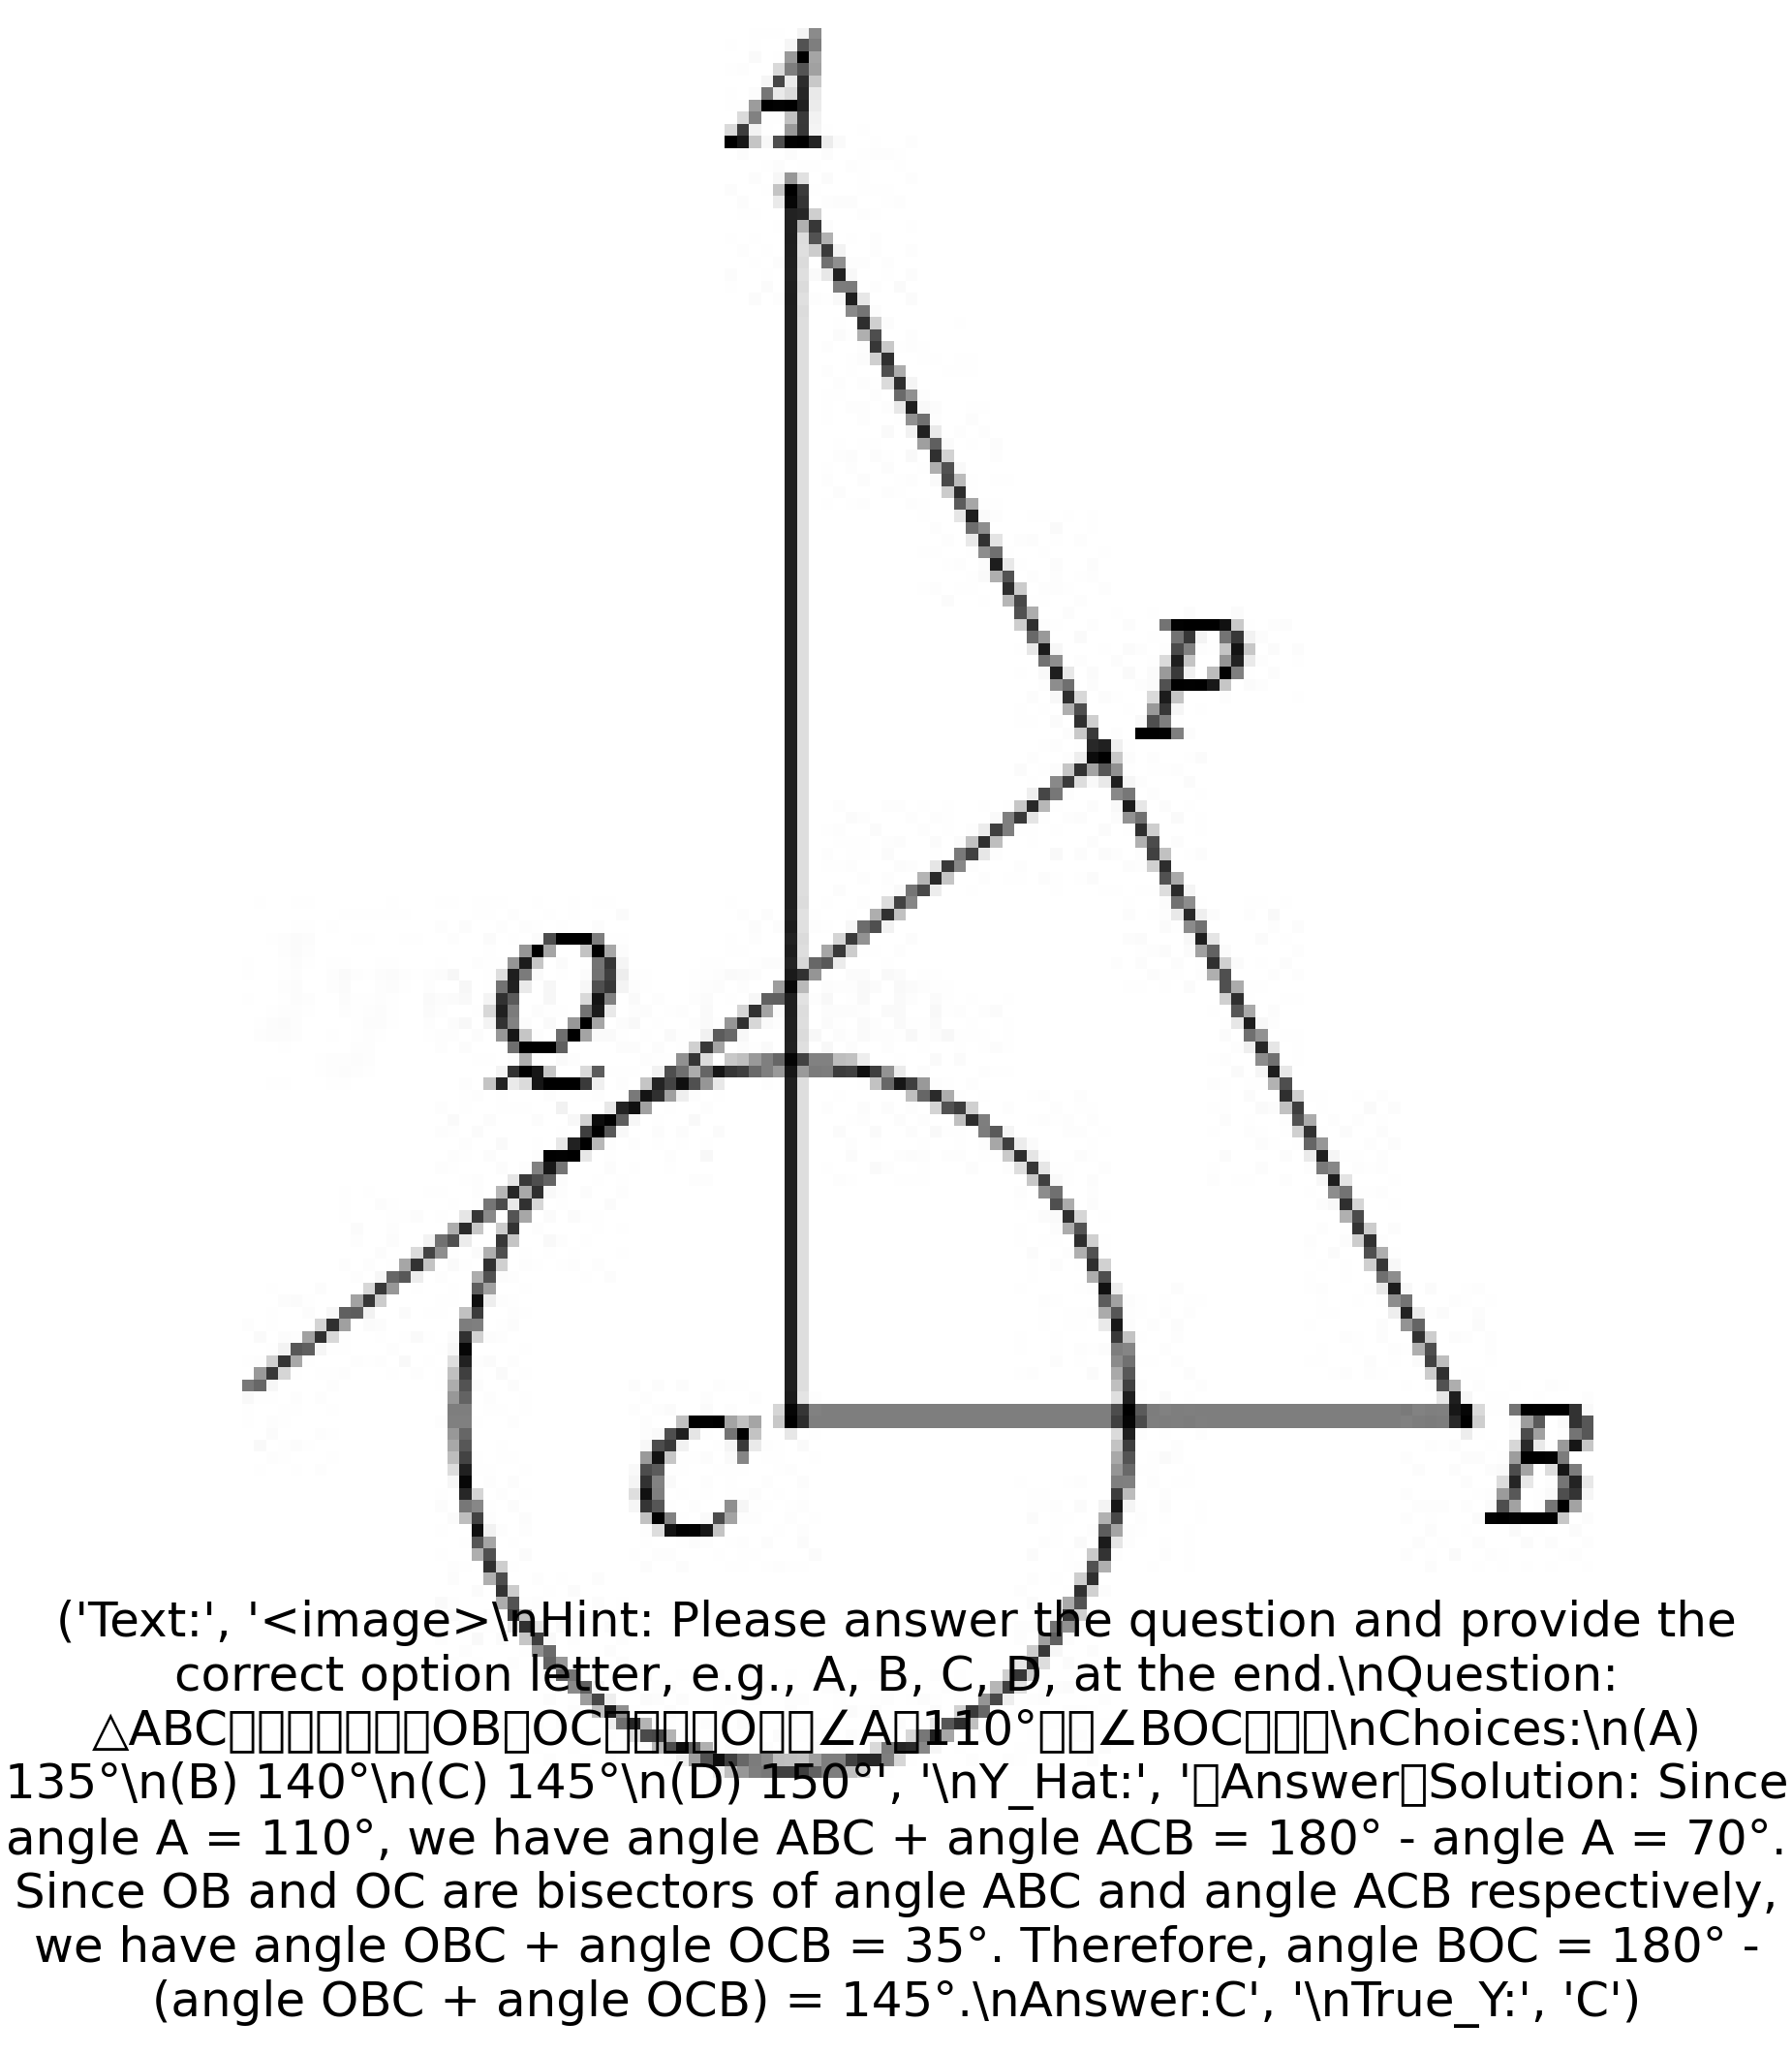 A
P
Q
C
B
('Text:', '<image>\nHint: Please answer the question and provide the
correct option letter, e.g., A, B, C, D, at the end.\nQuestion:
△ABC▯▯▯▯▯▯▯OB▯OC▯▯▯▯O▯▯∠A▯110°▯▯∠BOC▯▯▯\nChoices:\n(A)
135°\n(B) 140°\n(C) 145°\n(D) 150°', '\nY_Hat:', '▯Answer▯Solution: Since
angle A = 110°, we have angle ABC + angle ACB = 180° - angle A = 70°.
Since OB and OC are bisectors of angle ABC and angle ACB respectively,
we have angle OBC + angle OCB = 35°. Therefore, angle BOC = 180° -
(angle OBC + angle OCB) = 145°.\nAnswer:C', '\nTrue_Y:', 'C')